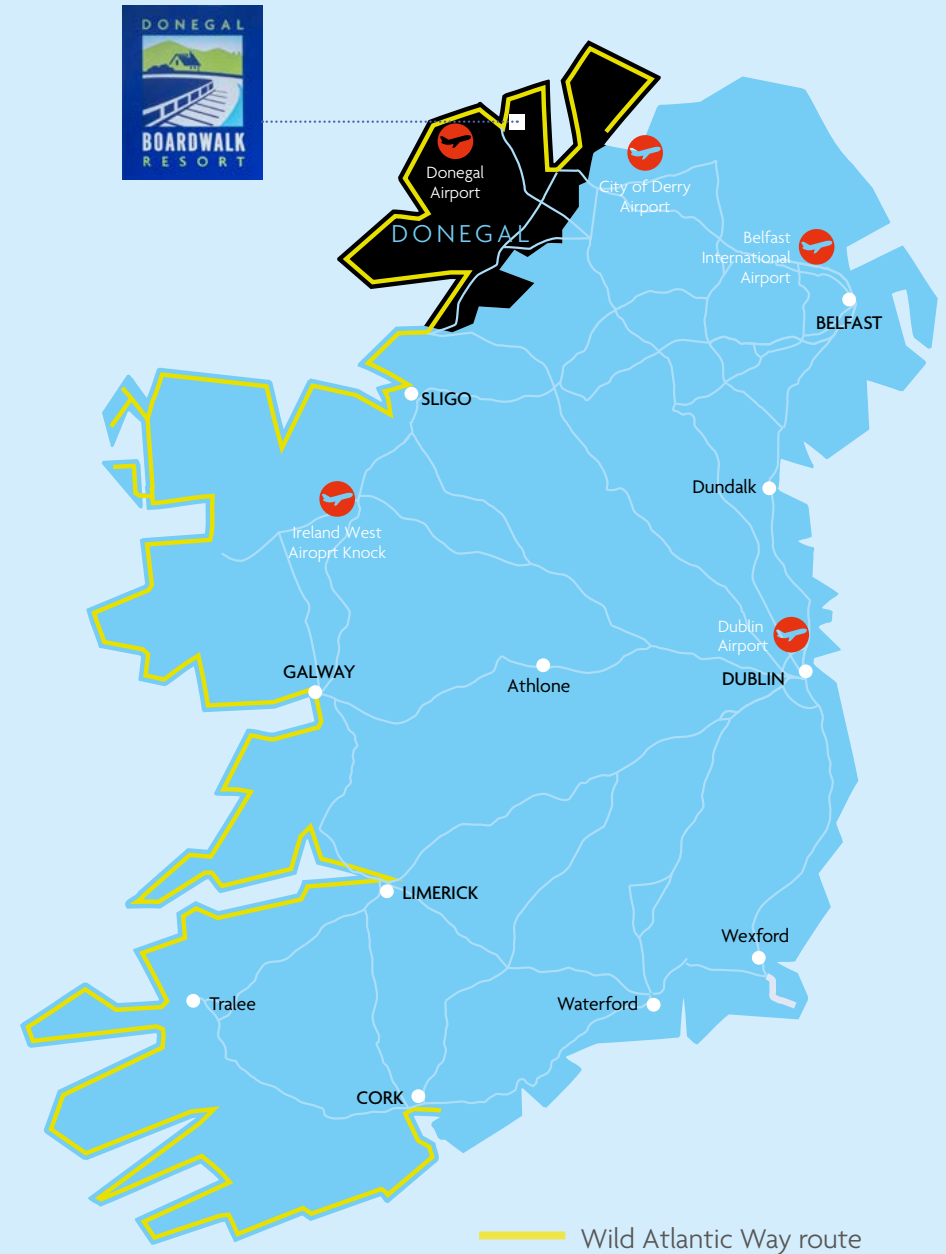 DONEGAL
BOARDWALK
RESORT
Donegal
Airport
City of Derry
Airport
DONEGAL
Belfast
International
Airport
BELFAST
SLIGO
Dundalk
Ireland West
Airoprt Knock
Dublin
Airport
GALWAY
Athlone
DUBLIN
LIMERICK
Wexford
Tralee
Waterford
CORK
Wild Atlantic Way route